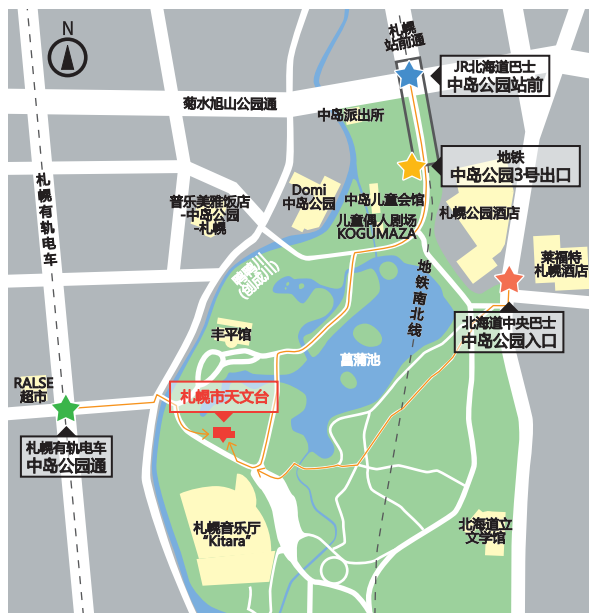 N
札幌
站前通
JR北海道巴士
中岛公园站前
菊水旭山公园通
中岛派出所
地铁
中岛公园3号出口
札幌有轨电车
普乐美雅饭店
-中岛公园
-札幌
Domi
中岛公园
中岛儿童会馆
儿童偶人剧场
KOGUMAZA
札幌公园酒店
莱福特
札幌酒店
(创成川)
地铁南北线
北海道中央巴士
中岛公园入口
丰平馆
菖蒲池
RALSE
超市
札幌市天文台
札幌有轨电车
中岛公园通
札幌音乐厅
“Kitara”
北海道立
文学馆